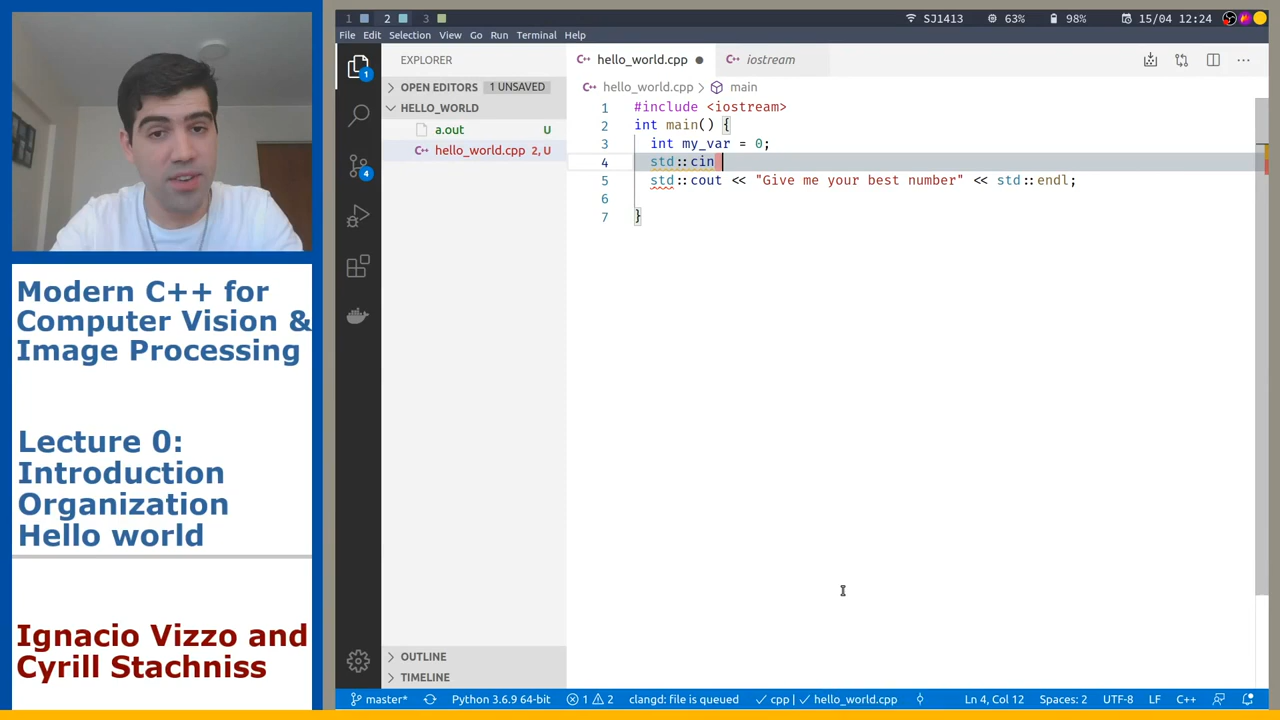 1 2 3 SJ1413 63% 98% 15/04 12:24
File Edit Selection View Go Run Terminal Help
EXPLORER
OPEN EDITORS 1 UNSAVED
HELLO_WORLD
a.out U
hello_world.cpp 2, U
OUTLINE
TIMELINE
hello_world.cpp iostream
hello_world.cpp > main
1 #include <iostream>
2 int main() {
3 int my_var = 0;
4 std::cin
5 std::cout << "Give me your best number" << std::endl;
6
7 }
1
4
master* Python 3.6.9 64-bit 1 2 clangd: file is queued ✓ cpp | ✓ hello_world.cpp Ln 4, Col 12 Spaces: 2 UTF-8 LF C++
Modern C++ for
Computer Vision &
Image Processing
Lecture 0:
Introduction
Organization
Hello world
Ignacio Vizzo and
Cyrill Stachniss